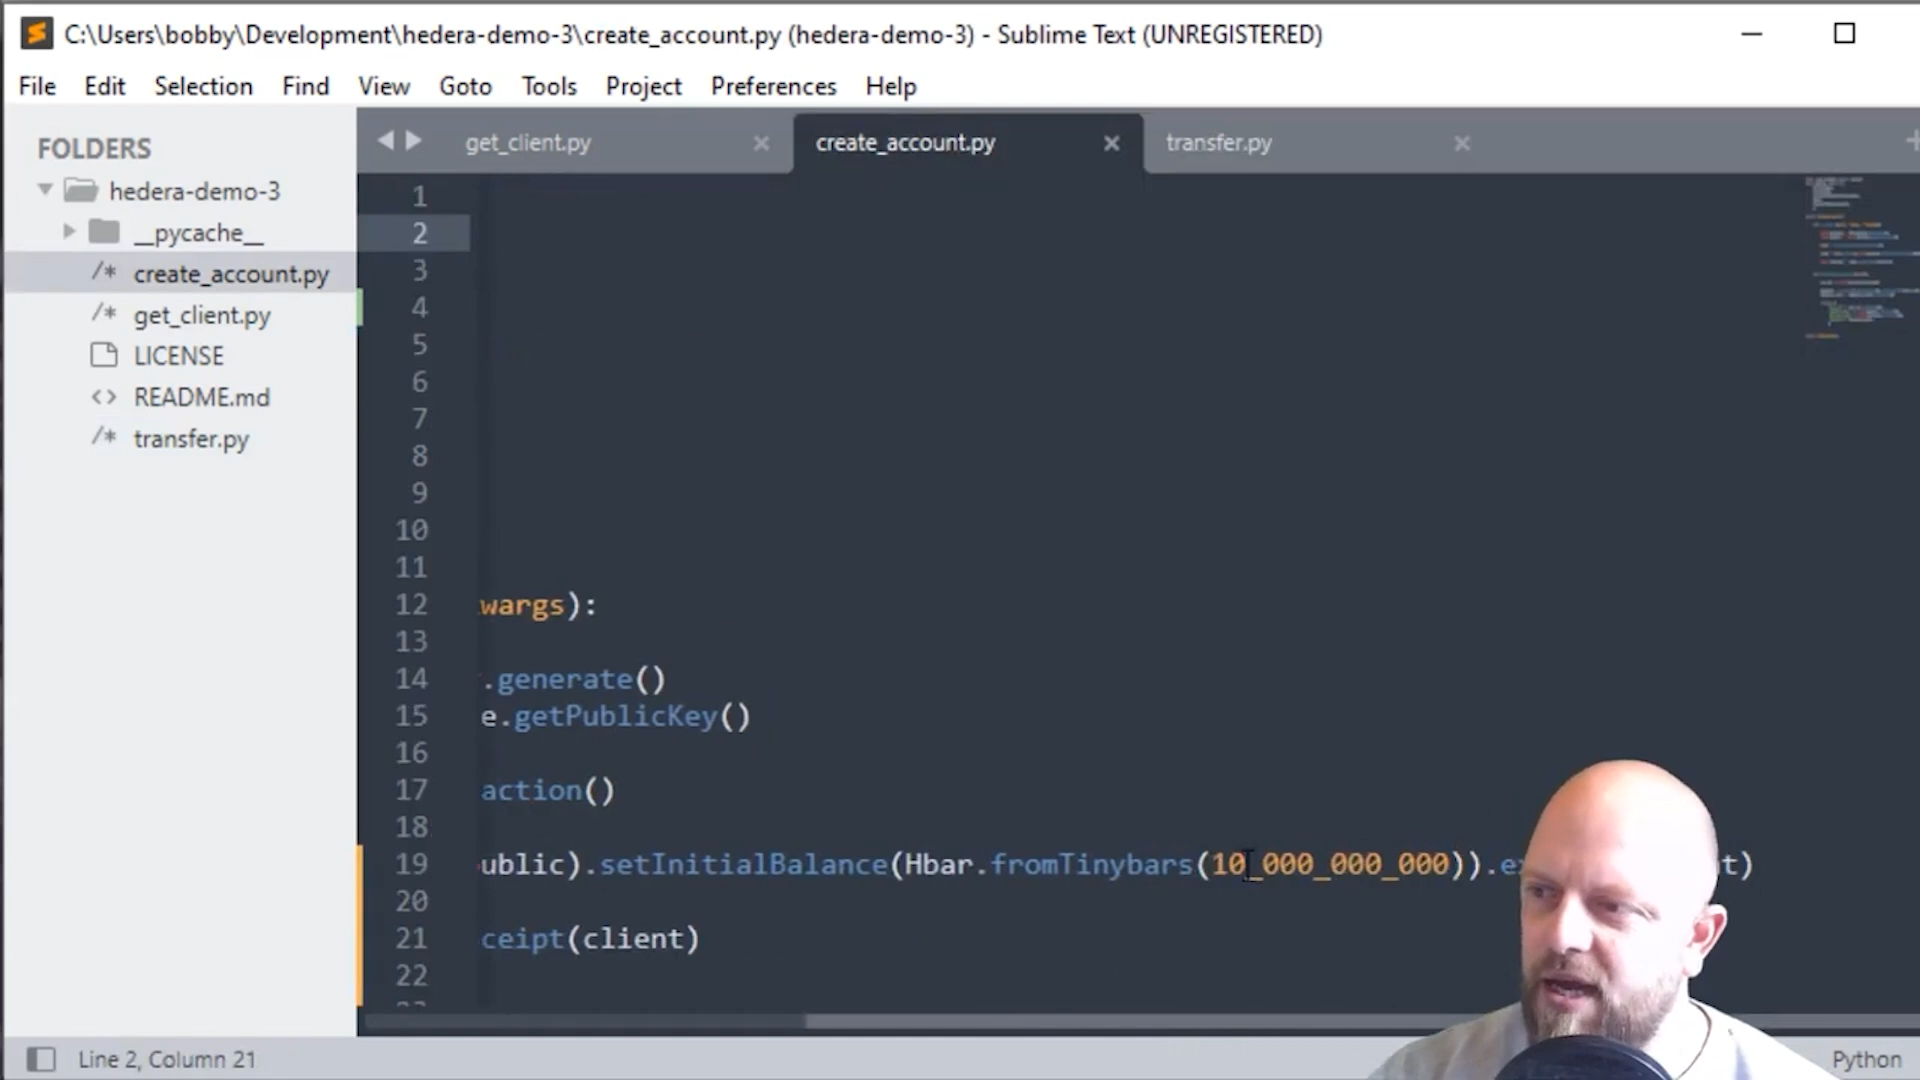 C:\Users\bobby\Development\hedera-demo-3\create_account.py (hedera-demo-3) - Sublime Text (UNREGISTERED)
File Edit Selection Find View Goto Tools Project Preferences Help
FOLDERS
hedera-demo-3
__pycache__
/* create_account.py
/* get_client.py
LICENSE
<> README.md
/* transfer.py
get_client.py × create_account.py × transfer.py × +
1
2
3
4
5
6
7
8
9
10
11
12 wargs):
13
14 .generate()
15 e.getPublicKey()
16
17 action()
18
19 ublic).setInitialBalance(Hbar.fromTinybars(10_000_000_000)).ex t)
20
21 ceipt(client)
22
Line 2, Column 21
Python